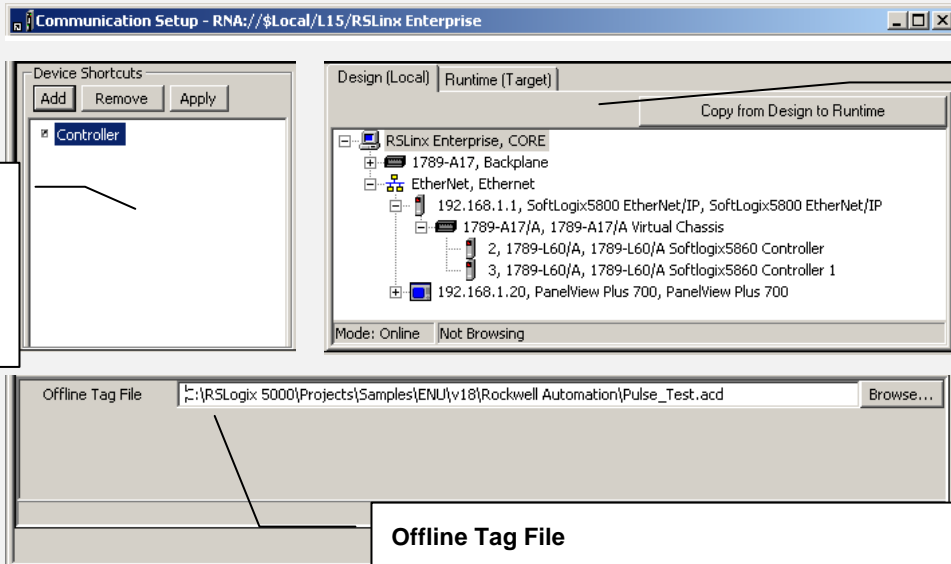 Communication Setup - RNA://$Local/L15/RSLinx Enterprise
Device Shortcuts
Add Remove Apply
Controller
Design (Local) Runtime (Target)
Copy from Design to Runtime
RSLinx Enterprise, CORE
1789-A17, Backplane
EtherNet, Ethernet
192.168.1.1, SoftLogix5800 EtherNet/IP, SoftLogix5800 EtherNet/IP
1789-A17/A, 1789-A17/A Virtual Chassis
2, 1789-L60/A, 1789-L60/A Softlogix5860 Controller
3, 1789-L60/A, 1789-L60/A Softlogix5860 Controller 1
192.168.1.20, PanelView Plus 700, PanelView Plus 700
Mode: Online Not Browsing
Offline Tag File C:\RSLogix 5000\Projects\Samples\ENU\v18\Rockwell Automation\Pulse_Test.acd Browse...
Offline Tag File